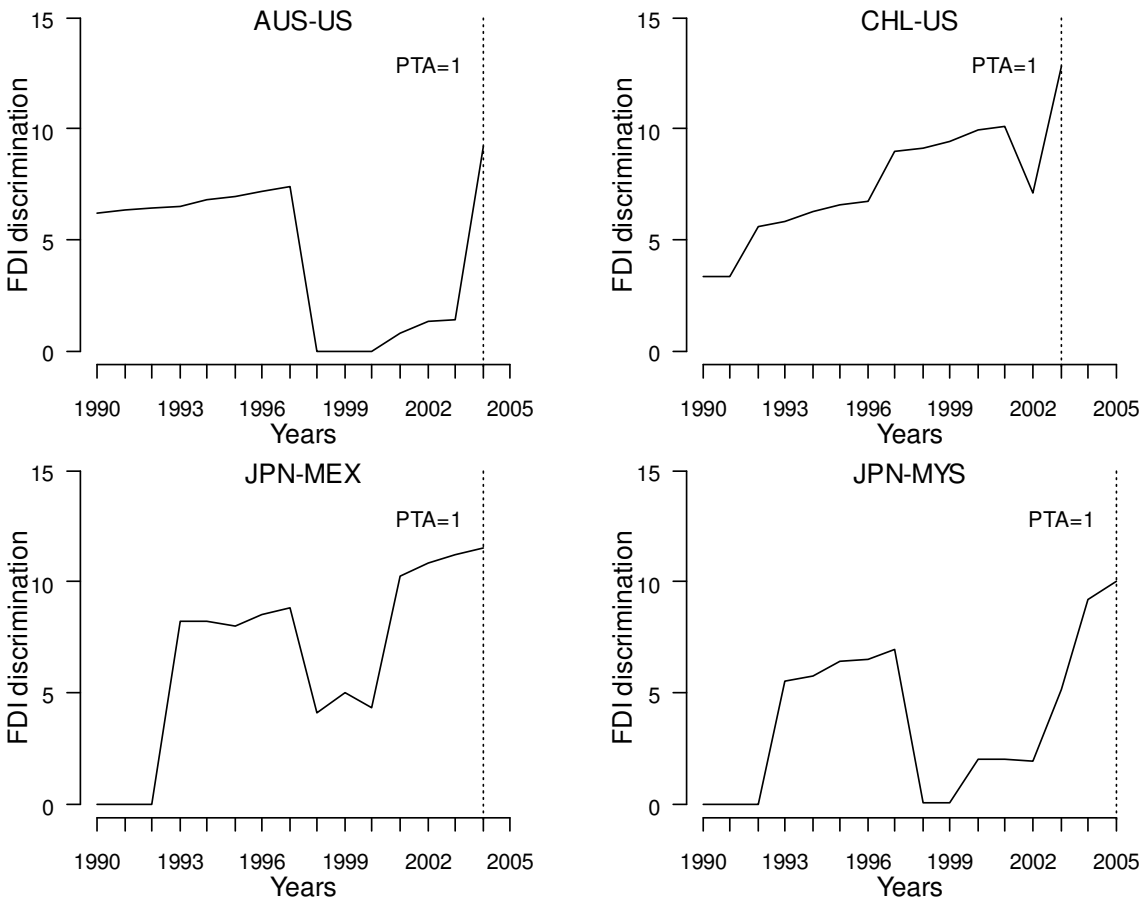 AUS-US
PTA=1
FDI discrimination
15
10
5
0
1990 1993 1996 1999 2002 2005
Years
CHL-US
PTA=1
FDI discrimination
15
10
5
0
1990 1993 1996 1999 2002 2005
Years
JPN-MEX
PTA=1
FDI discrimination
15
10
5
0
1990 1993 1996 1999 2002 2005
Years
JPN-MYS
PTA=1
FDI discrimination
15
10
5
0
1990 1993 1996 1999 2002 2005
Years